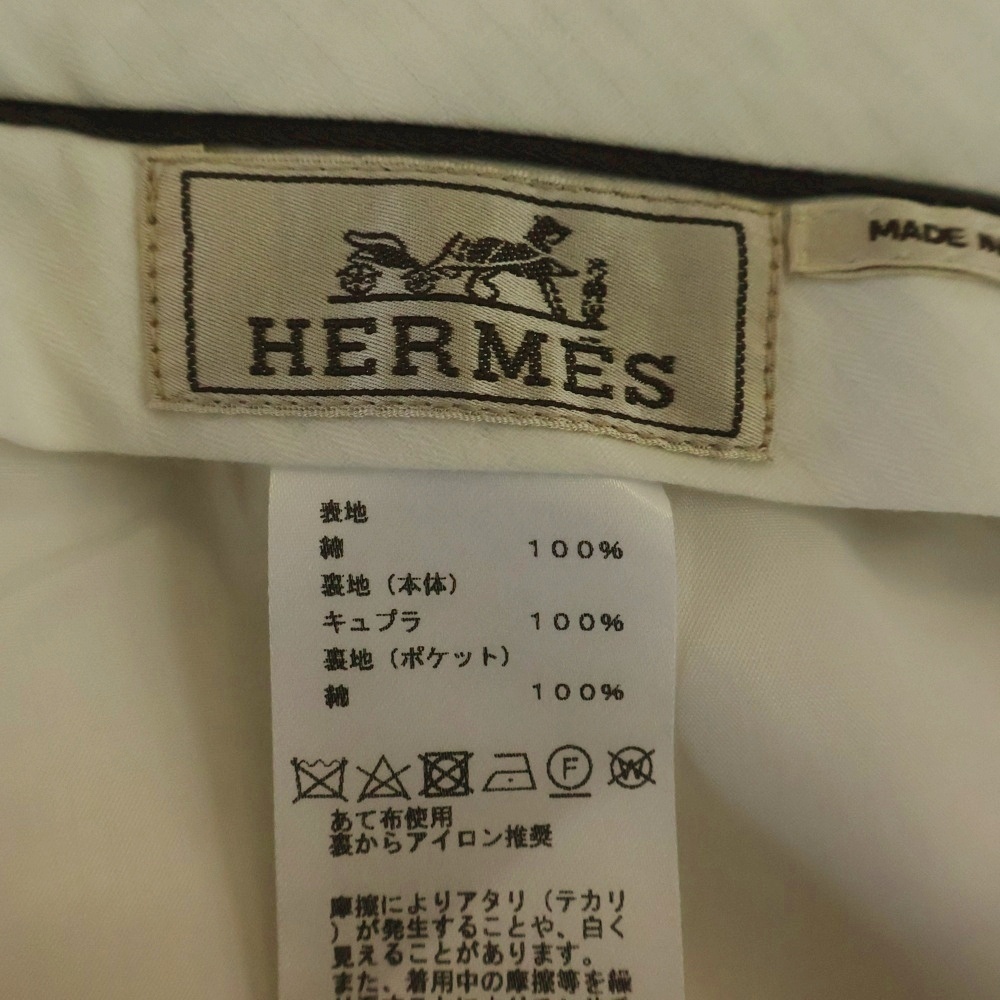 HERMES
MADE
表地
綿 100%
裏地（本体）
キュプラ 100%
裏地（ポケット）
綿 100%
F
W
あて布使用
裏からアイロン推奨
摩擦によりアタリ（テカリ
）が発生することや、白く
見えることがあります。
また、着用中の摩擦等を繰